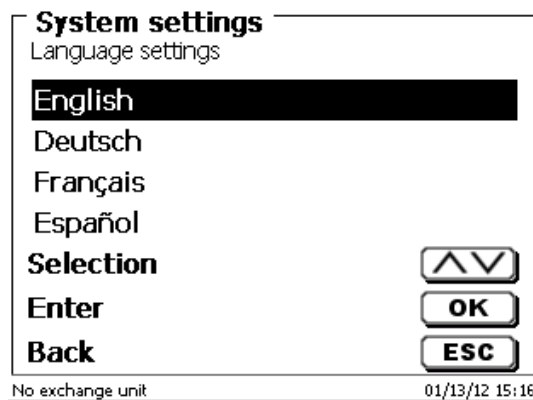 System settings
Language settings
English
Deutsch
Français
Español
Selection
Enter OK
Back ESC
No exchange unit 01/13/12 15:16